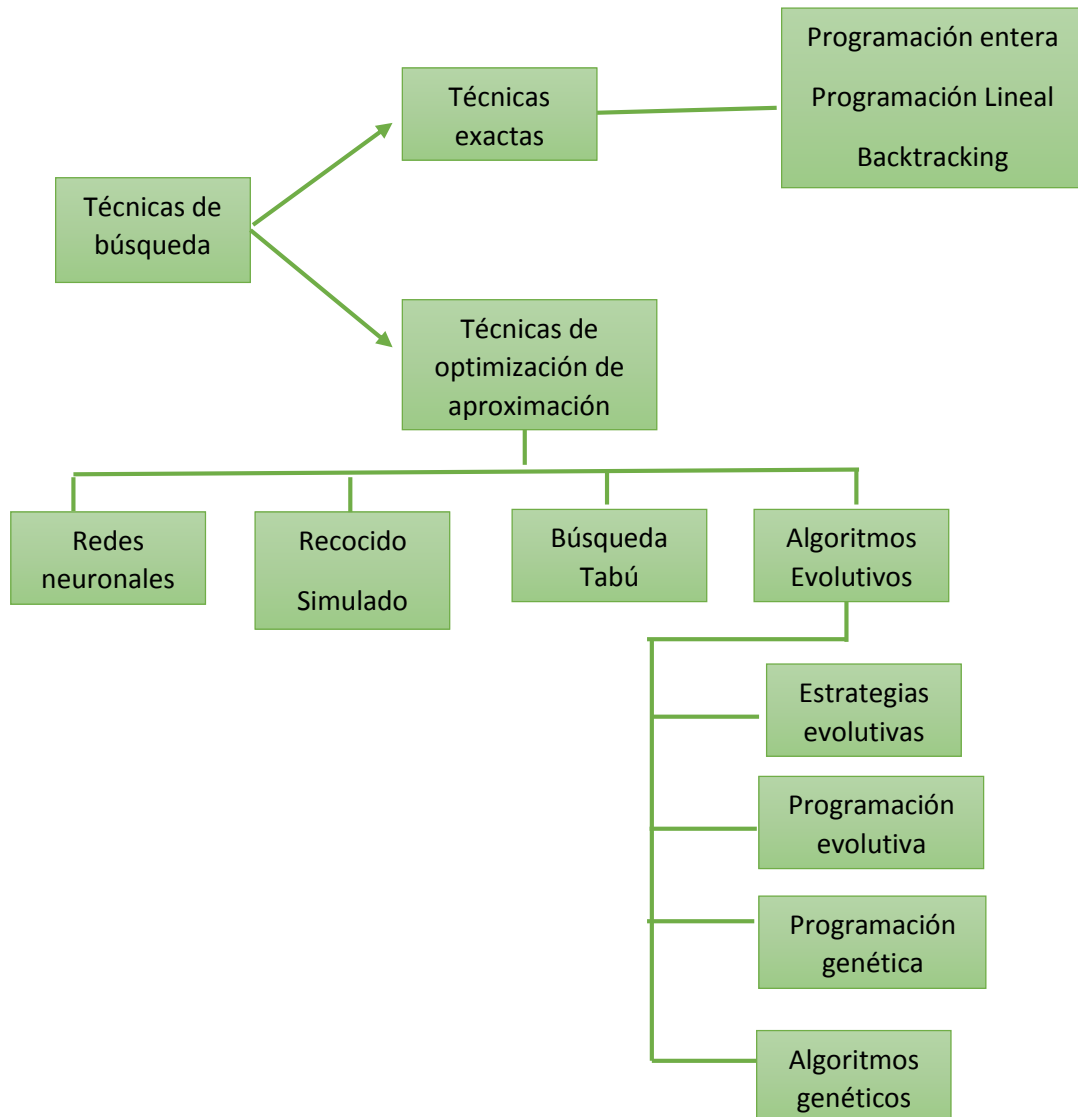 Programación entera
Programación Lineal
Backtracking
Técnicas
exactas
Técnicas de
búsqueda
Técnicas de
optimización de
aproximación
Redes
neuronales
Recocido
Simulado
Búsqueda
Tabú
Algoritmos
Evolutivos
Estrategias
evolutivas
Programación
evolutiva
Programación
genética
Algoritmos
genéticos